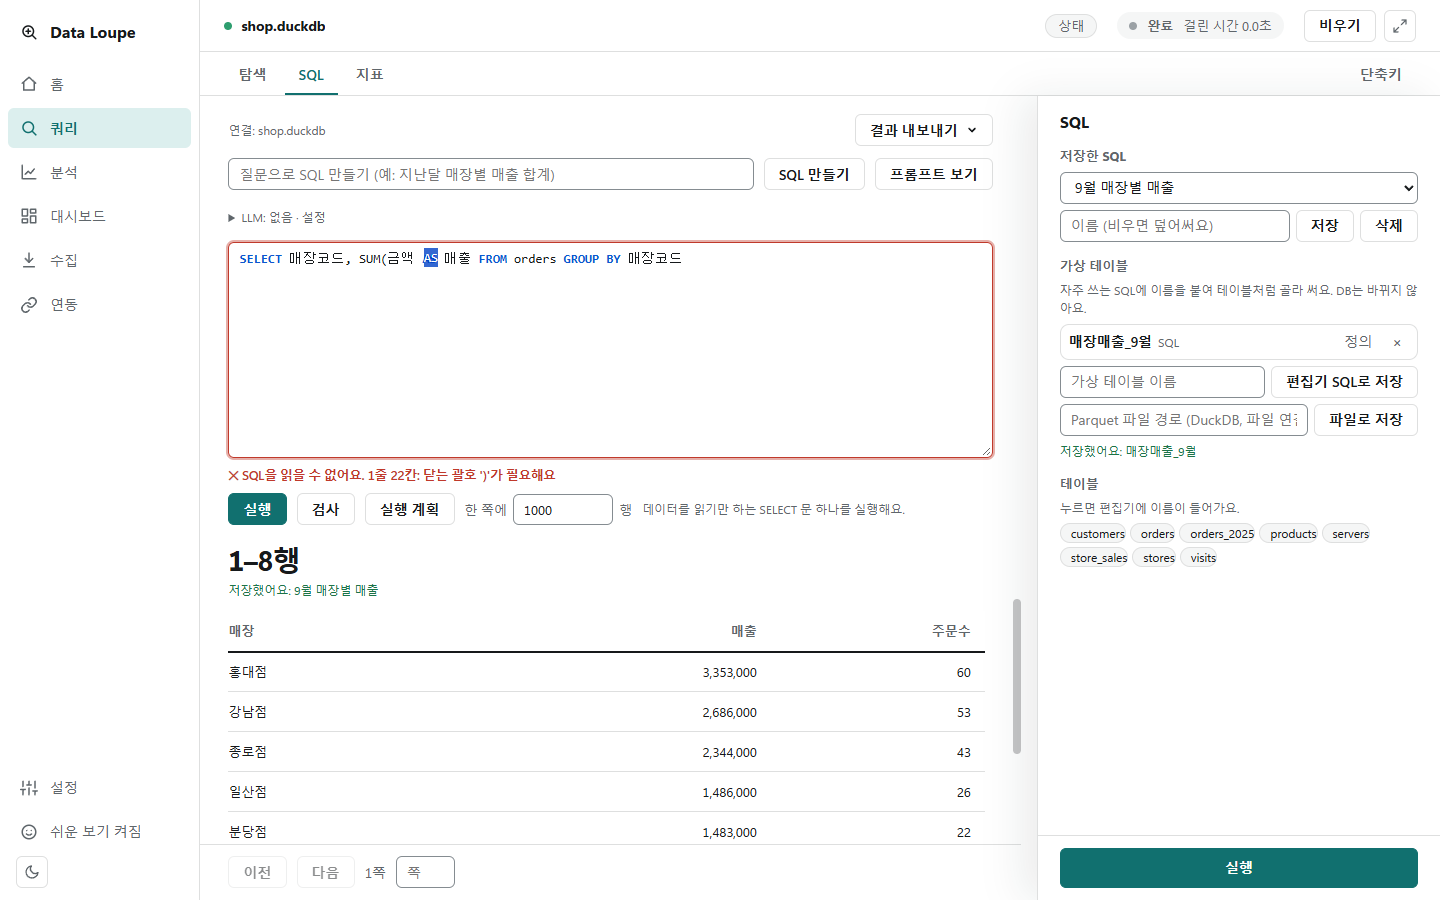 Data Loupe
홈
쿼리
분석
대시보드
수집
연동
설정
쉬운 보기 켜짐
shop.duckdb
상태
완료 걸린 시간 0.0초
비우기
탐색 SQL 지표
단축키
연결: shop.duckdb
결과 내보내기
질문으로 SQL 만들기 (예: 지난달 매장별 매출 합계)
SQL 만들기
프롬프트 보기
▶ LLM: 없음 · 설정
SELECT 매장코드, SUM(금액 AS 매출 FROM orders GROUP BY 매장코드
✕ SQL을 읽을 수 없어요. 1줄 22칸: 닫는 괄호 ')'가 필요해요
실행 검사 실행 계획 한 쪽에 1000 행 데이터를 읽기만 하는 SELECT 문 하나를 실행해요.
1–8행
저장했어요: 9월 매장별 매출
매장 매출 주문수
홍대점 3,353,000 60
강남점 2,686,000 53
종로점 2,344,000 43
일산점 1,486,000 26
분당점 1,483,000 22
이전 다음 1쪽 쪽
SQL
저장한 SQL
9월 매장별 매출
이름 (비우면 덮어써요) 저장 삭제
가상 테이블
자주 쓰는 SQL에 이름을 붙여 테이블처럼 골라 써요. DB는 바뀌지 않
아요.
매장매출_9월 SQL 정의 ×
가상 테이블 이름 편집기 SQL로 저장
Parquet 파일 경로 (DuckDB, 파일 연결 파일로 저장
저장했어요: 매장매출_9월
테이블
누르면 편집기에 이름이 들어가요.
customers orders orders_2025 products servers
store_sales stores visits
실행